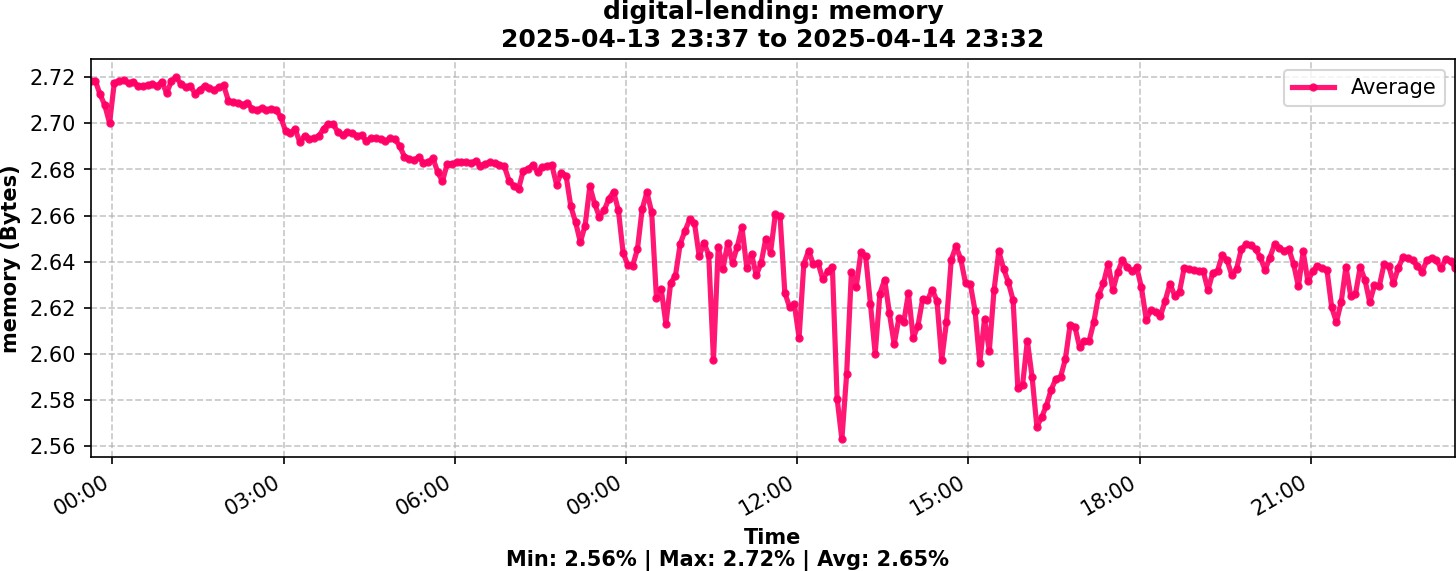 digital-lending: memory
2025-04-13 23:37 to 2025-04-14 23:32
Average
memory (Bytes)
2.72
2.70
2.68
2.66
2.64
2.62
2.60
2.58
2.56
00:00
03:00
06:00
09:00
12:00
15:00
18:00
21:00
Time
Min: 2.56% | Max: 2.72% | Avg: 2.65%